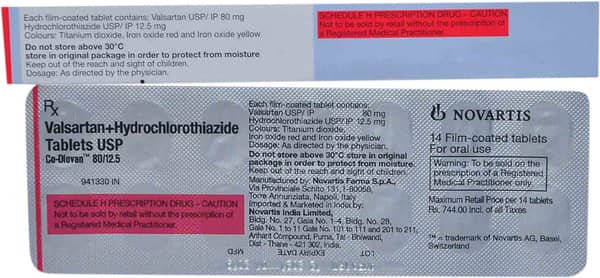 Each film-coated tablet contains: Valsartan USP/ IP 80 mg
Hydrochlorothiazide USP/ IP 12.5 mg
Colours: Titanium dioxide, Iron oxide red and Iron oxide yellow
Do not store above 30°C
store in original package in order to protect from moisture
Keep out of the reach and sight of children.
Dosage: As directed by the physician.
SCHEDULE H PRESCRIPTION DRUG – CAUTION
Not to be sold by retail without the prescription of
a Registered Medical Practitioner.
Rx
Valsartan+Hydrochlorothiazide
Tablets USP
Co-Diovan™ 80/12.5
941330 IN
SCHEDULE H PRESCRIPTION DRUG – CAUTION
Not to be sold by retail without the prescription of
a Registered Medical Practitioner.
Each film-coated tablet contains:
Valsartan USP/ IP 80 mg
Hydrochlorothiazide USP/ IP 12.5 mg
Colours: Titanium dioxide,
Iron oxide red and Iron oxide yellow
Dosage: As directed by the physician.
Do not store above 30°C store in original
package in order to protect from moisture.
Keep out of the reach and sight of children.
Manufactured by: Novartis Farma S.p.A.,
Via Provinciale Schito 131, I-80058,
Torre Annunziata, Napoli, Italy
Imported & Marketed in India by:
Novartis India Limited,
Bldg. No. 27, Gala No. 1-4, Bldg. No. 28,
Gala No. 1 to 11 Gala No. 101 to 111 and 201 to 211,
Arihant Compound, Purna, Tal - Bhiwandi,
Dist - Thane - 421 302, India.
NOVARTIS
14 Film-coated tablets
For oral use
Warning: To be sold on the
prescription of a Registered
Medical Practitioner only.
Maximum Retail Price per 14 tablets
Rs. 744.00 Incl. of all Taxes
™ = trademark of Novartis AG, Basel,
Switzerland
LOT
EXPIRY DATE
MFD